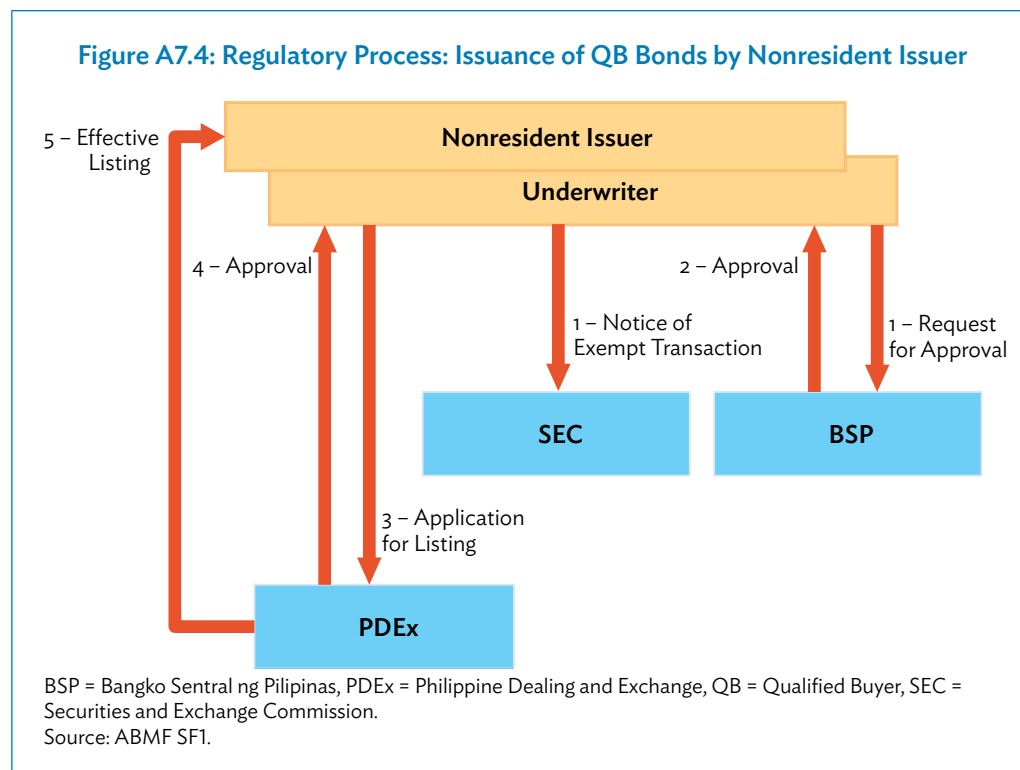 Figure A7.4: Regulatory Process: Issuance of QB Bonds by Nonresident Issuer
5 – Effective
Listing
Nonresident Issuer
Underwriter
4 – Approval
2 – Approval
1 – Notice of
Exempt Transaction
1 – Request
for Approval
SEC
BSP
3 – Application
for Listing
PDEx
BSP = Bangko Sentral ng Pilipinas, PDEx = Philippine Dealing and Exchange, QB = Qualified Buyer, SEC =
Securities and Exchange Commission.
Source: ABMF SF1.